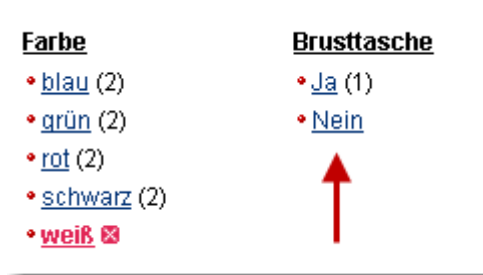 Farbe
blau (2)
grün (2)
rot (2)
schwarz (2)
weiß
Brusttasche
Ja (1)
Nein